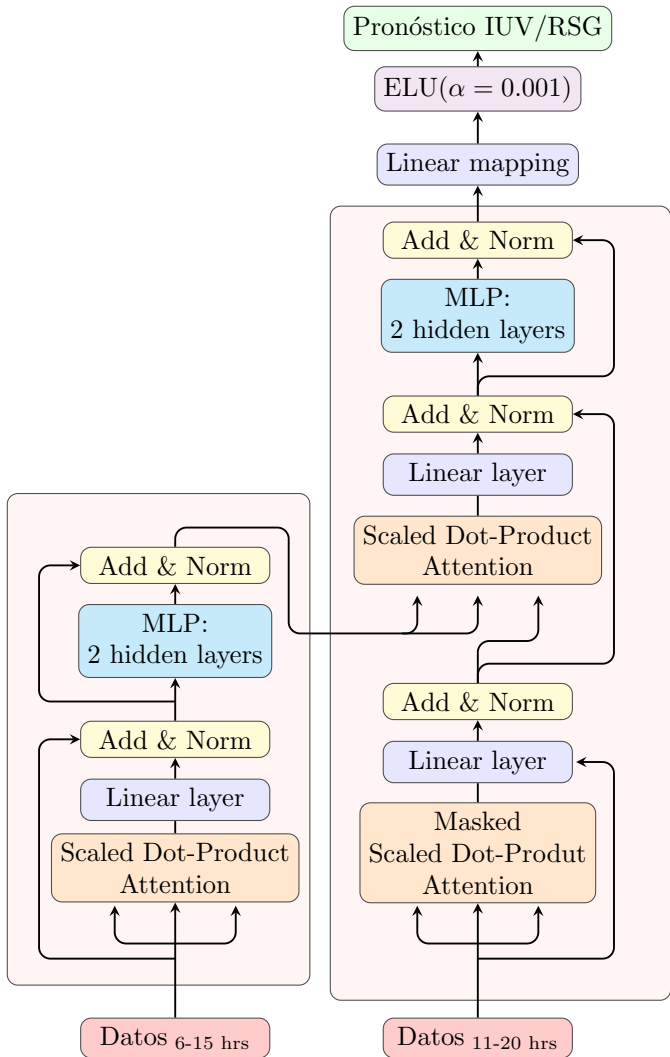 Pronóstico IUV/RSG
ELU(α = 0.001)
Linear mapping
Add & Norm
MLP:
2 hidden layers
Add & Norm
Linear layer
Scaled Dot-Product
Attention
Add & Norm
Linear layer
Masked
Scaled Dot-Produt
Attention
Datos 11-20 hrs
Add & Norm
MLP:
2 hidden layers
Add & Norm
Linear layer
Scaled Dot-Product
Attention
Datos 6-15 hrs